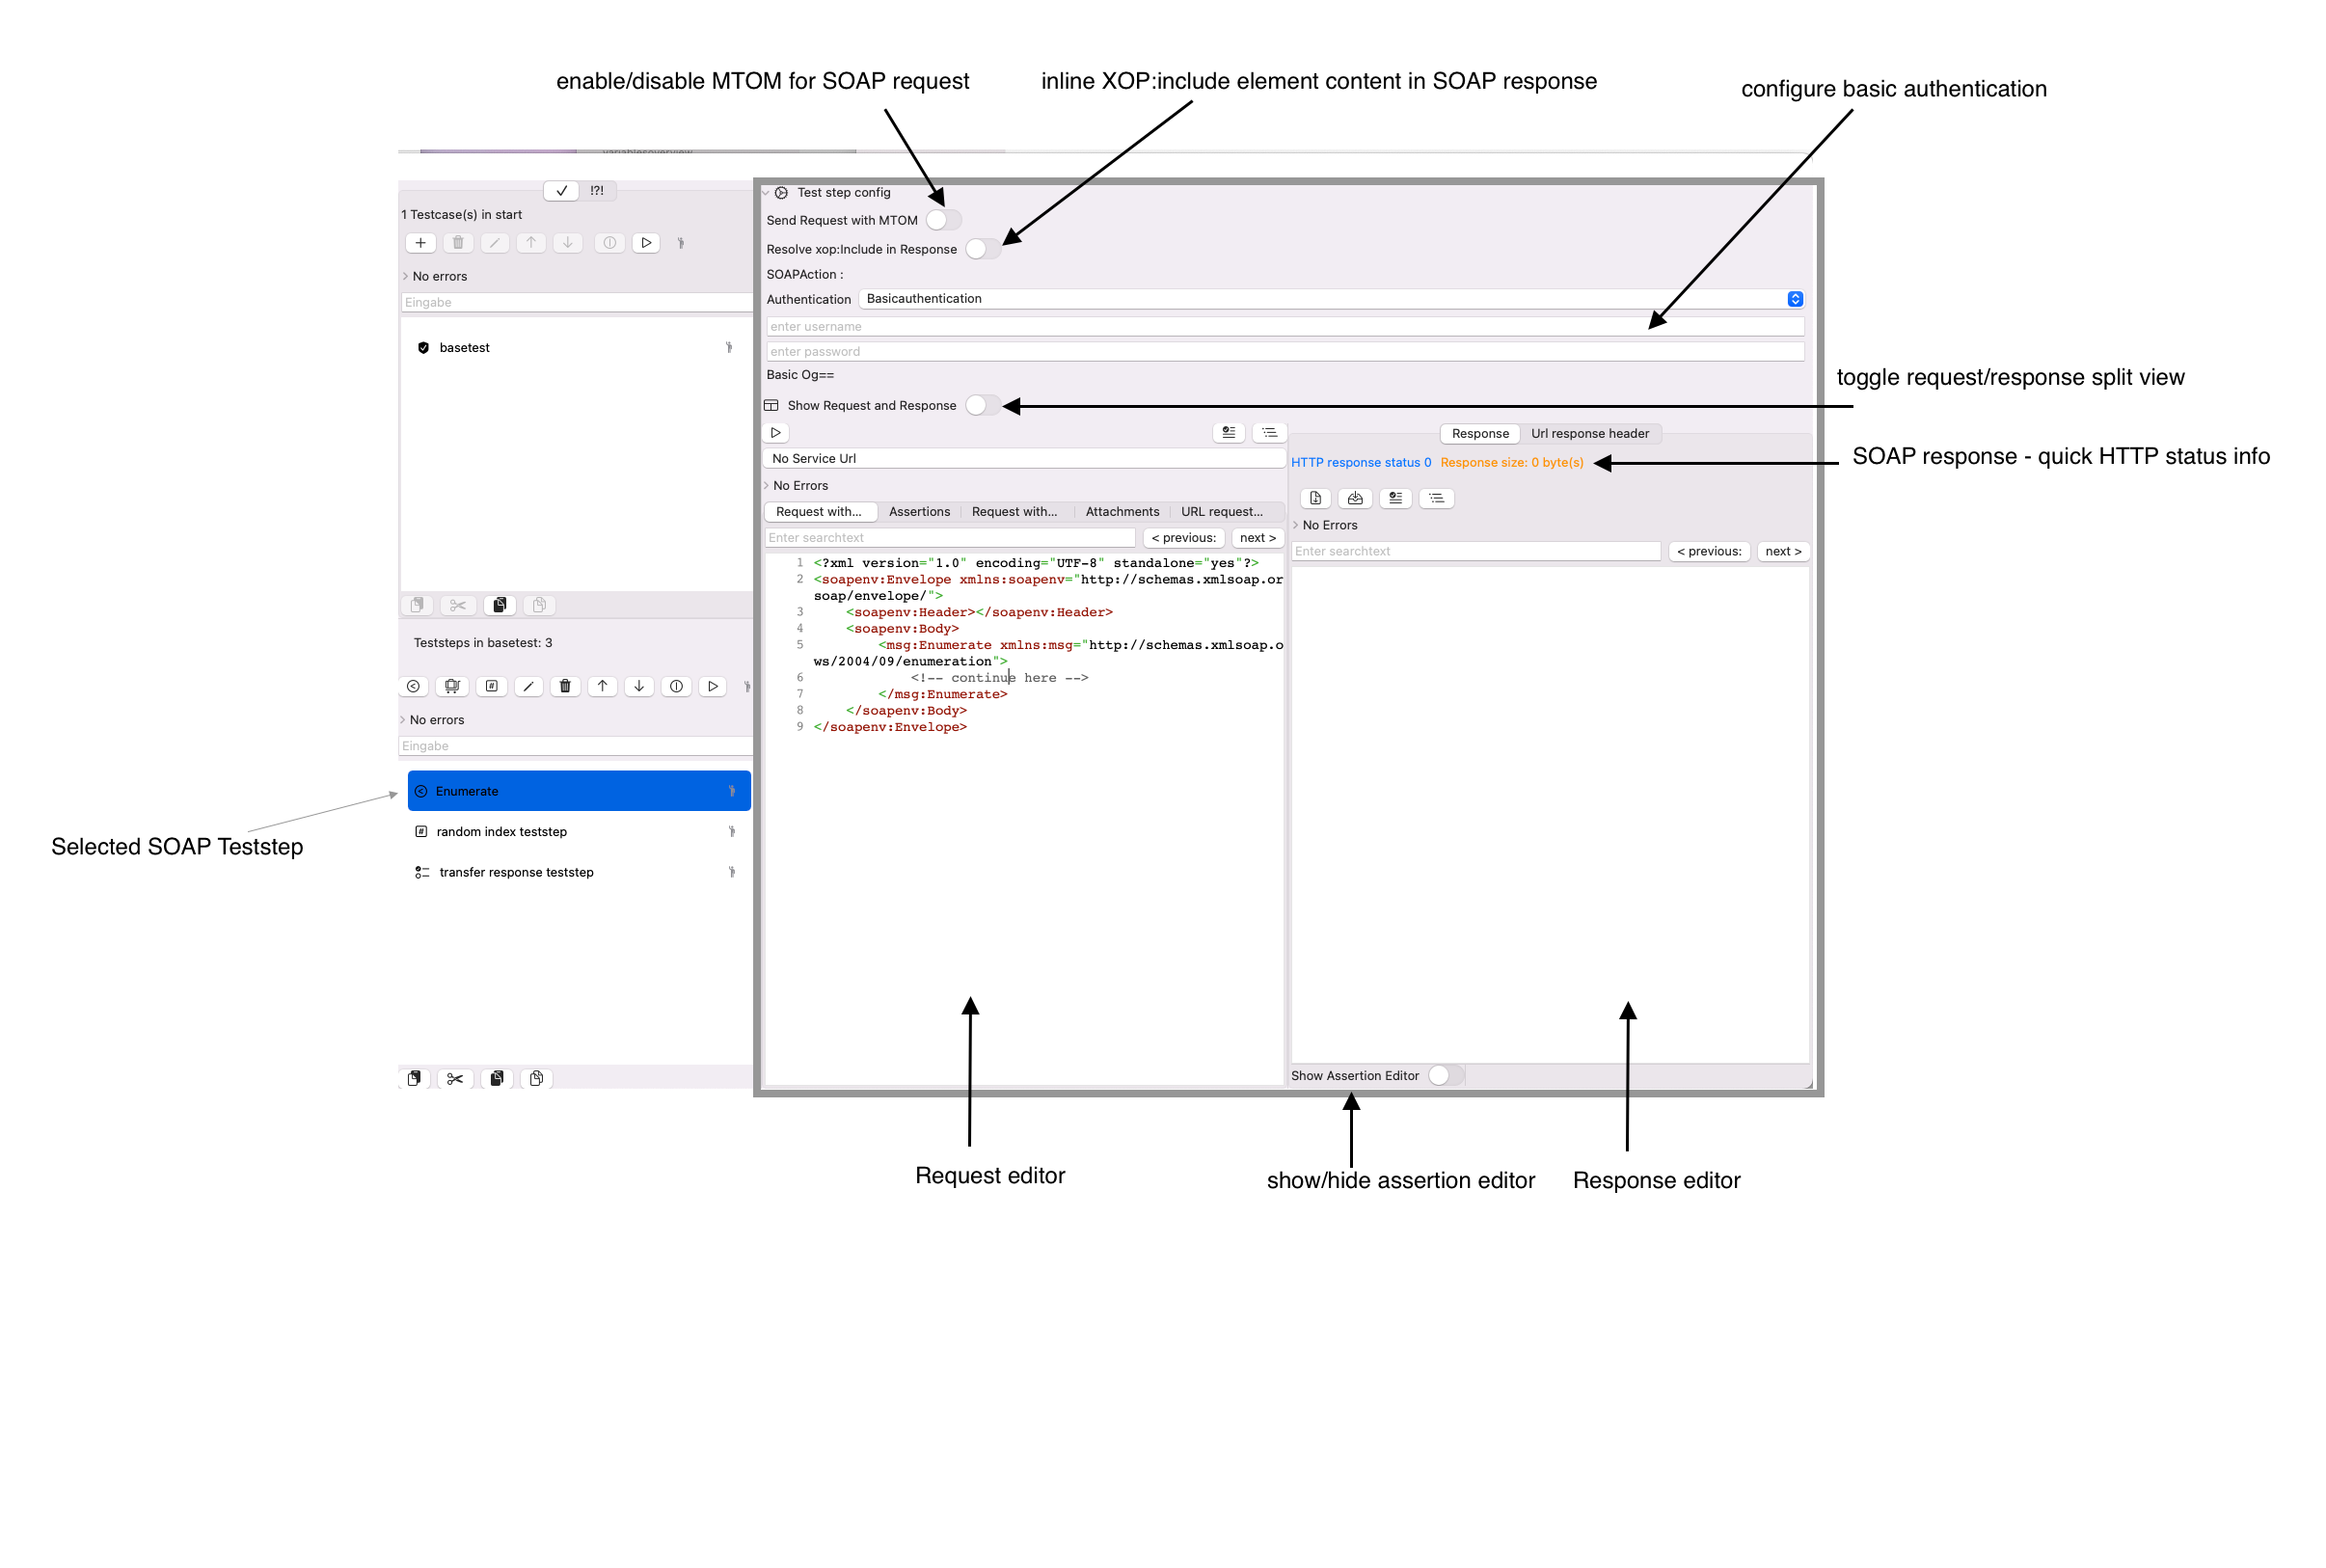 enable/disable MTOM for SOAP request
inline XOP:include element content in SOAP response
configure basic authentication
!?!
1 Testcase(s) in start
No errors
Eingabe
basetest
Teststeps in basetest: 3
No errors
Eingabe
Enumerate
random index teststep
transfer response teststep
Selected SOAP Teststep
Test step config
Send Request with MTOM
Resolve xop:Include in Response
SOAPAction :
Authentication Basicauthentication
enter username
enter password
Basic Og==
Show Request and Response
toggle request/response split view
No Service Url
No Errors
Request with... Assertions Request with... Attachments URL request...
Enter searchtext < previous: next >
1 <?xml version="1.0" encoding="UTF-8" standalone="yes"?>
2 <soapenv:Envelope xmlns:soapenv="http://schemas.xmlsoap.or
soap/envelope/">
3 <soapenv:Header></soapenv:Header>
4 <soapenv:Body>
5 <msg:Enumerate xmlns:msg="http://schemas.xmlsoap.o
ws/2004/09/enumeration">
6 <!-- continue here -->
7 </msg:Enumerate>
8 </soapenv:Body>
9 </soapenv:Envelope>
Response Url response header
HTTP response status 0 Response size: 0 byte(s)
SOAP response - quick HTTP status info
No Errors
Enter searchtext < previous: next >
Show Assertion Editor
Request editor
show/hide assertion editor
Response editor